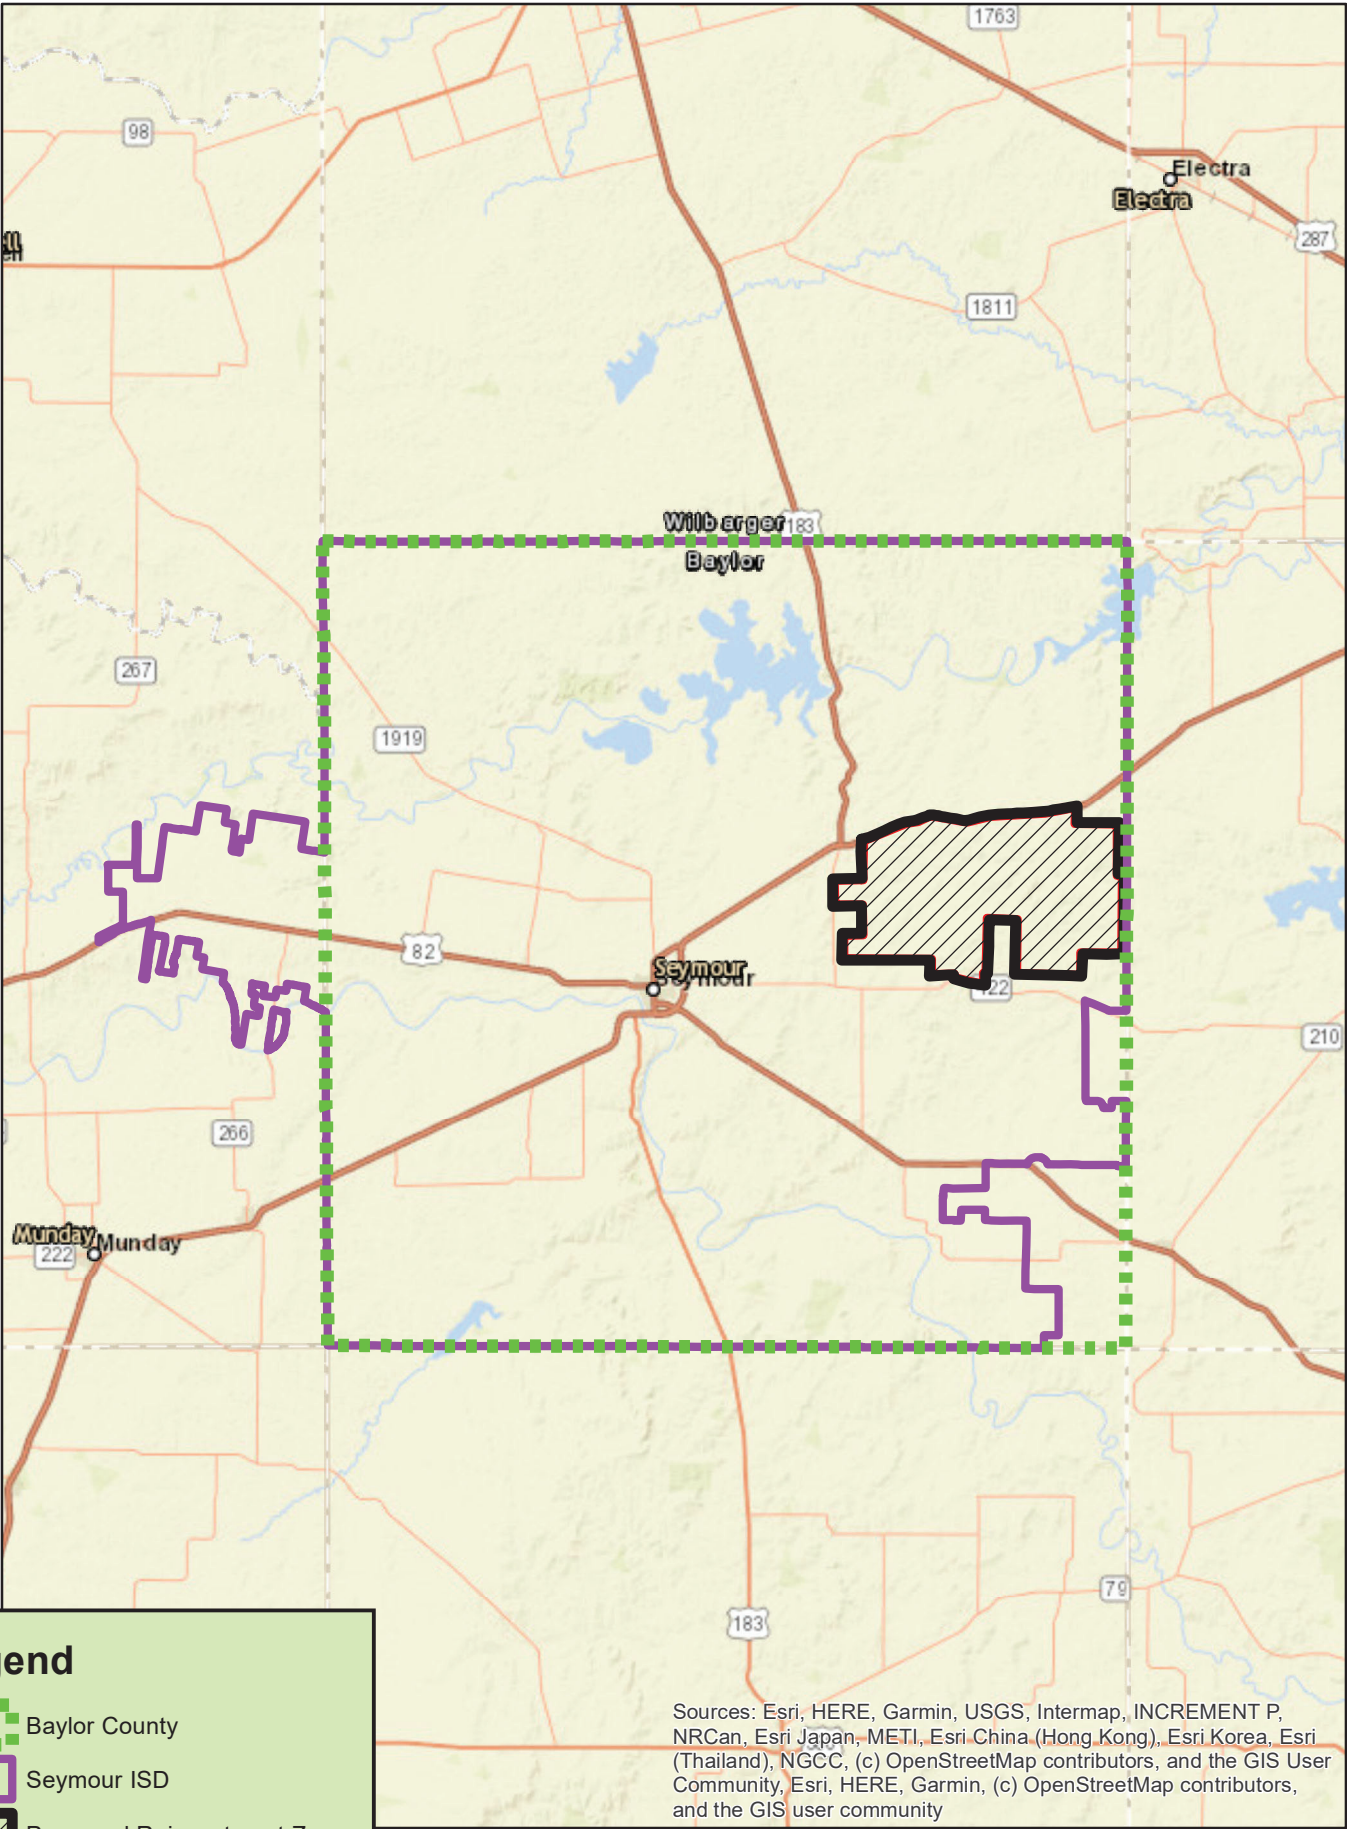 1763
98
Electra
Electra
287
1811
Wilbarger
183
Baylor
267
1919
82
Seymour
Seymour
422
210
266
Munday
Munday
222
79
183
gend
Baylor County
Seymour ISD
Sources: Esri, HERE, Garmin, USGS, Intermap, INCREMENT P,
NRCan, Esri Japan, METI, Esri China (Hong Kong), Esri Korea, Esri
(Thailand), NGCC, (c) OpenStreetMap contributors, and the GIS User
Community, Esri, HERE, Garmin, (c) OpenStreetMap contributors,
and the GIS user community